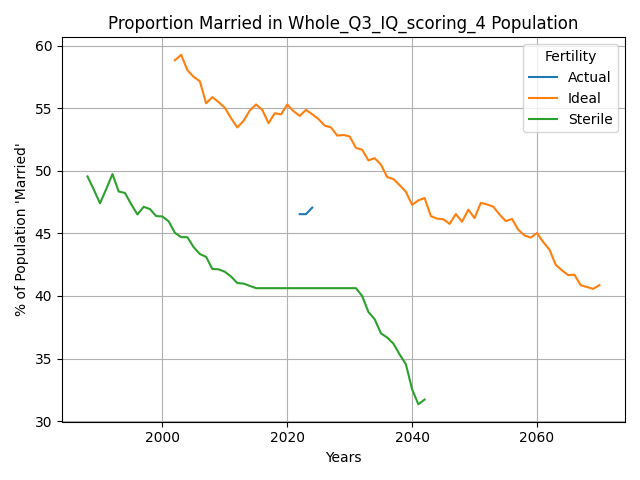 Proportion Married in Whole_Q3_IQ_scoring_4 Population
Fertility
Actual
Ideal
Sterile
% of Population 'Married'
60
55
50
45
40
35
30
2000
2020
2040
2060
Years